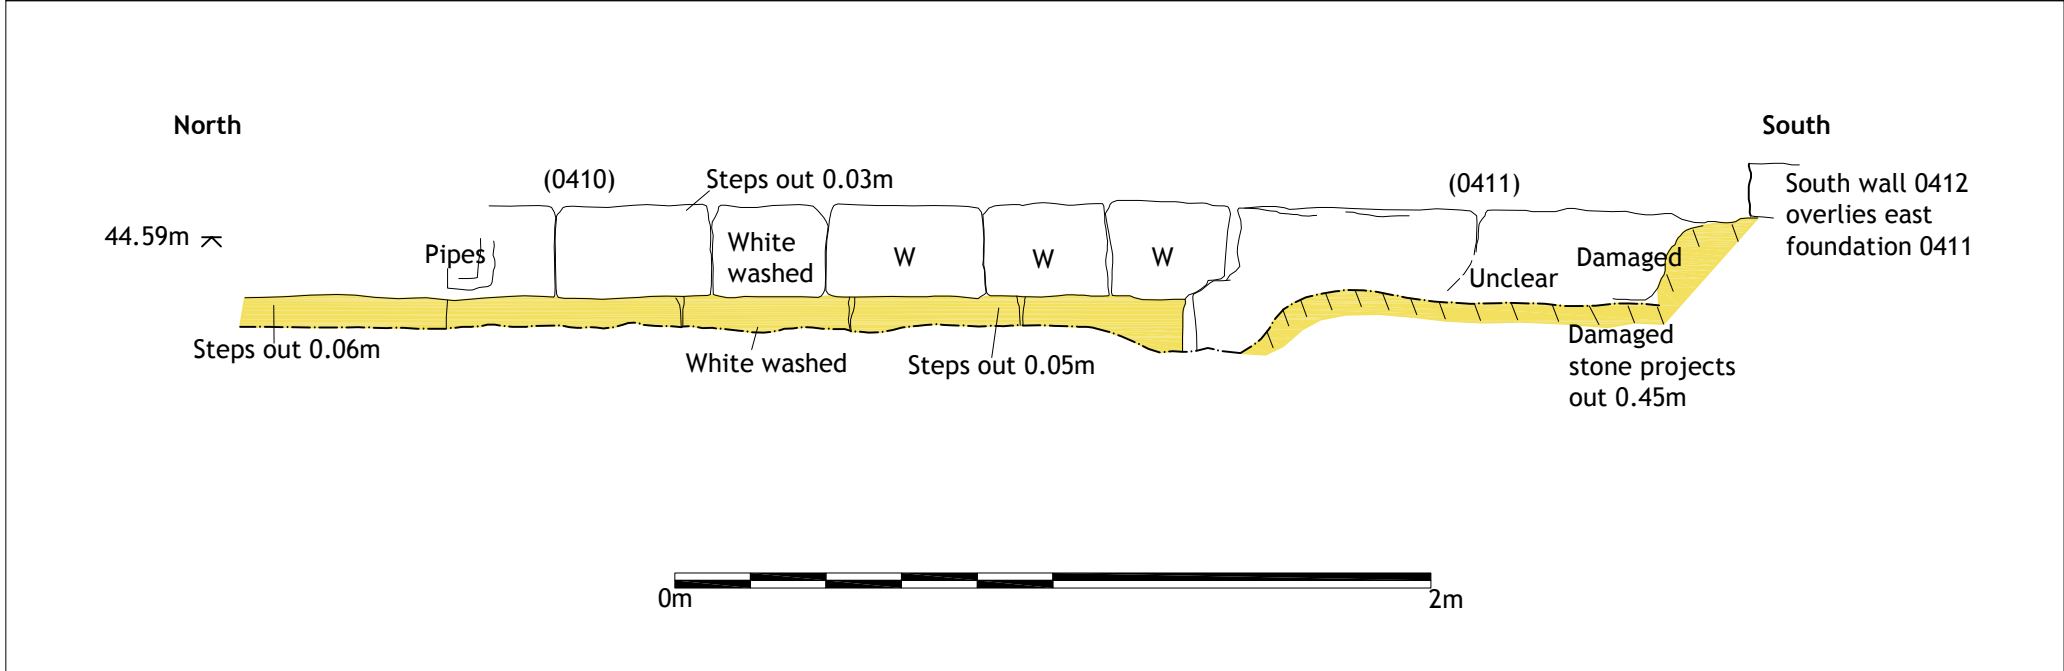 North
South
(0410)
Steps out 0.03m
(0411)
South wall 0412
overlies east
foundation 0411
44.59m
Pipes
White
washed
W
W
W
Unclear
Damaged
Steps out 0.06m
White washed
Steps out 0.05m
Damaged
stone projects
out 0.45m
0m
2m